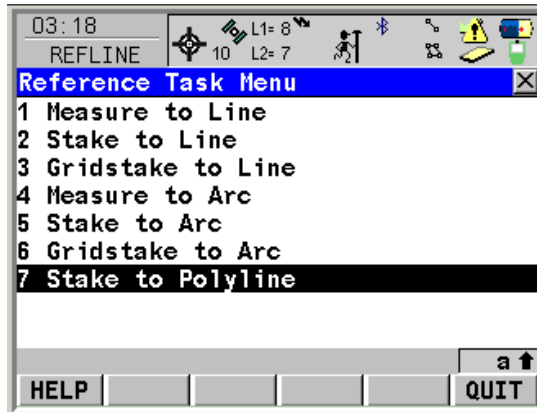 03:18
REFLINE
10
L1= 8
L2= 7
Reference Task Menu
1 Measure to Line
2 Stake to Line
3 Gridstake to Line
4 Measure to Arc
5 Stake to Arc
6 Gridstake to Arc
7 Stake to Polyline
a
HELP
QUIT